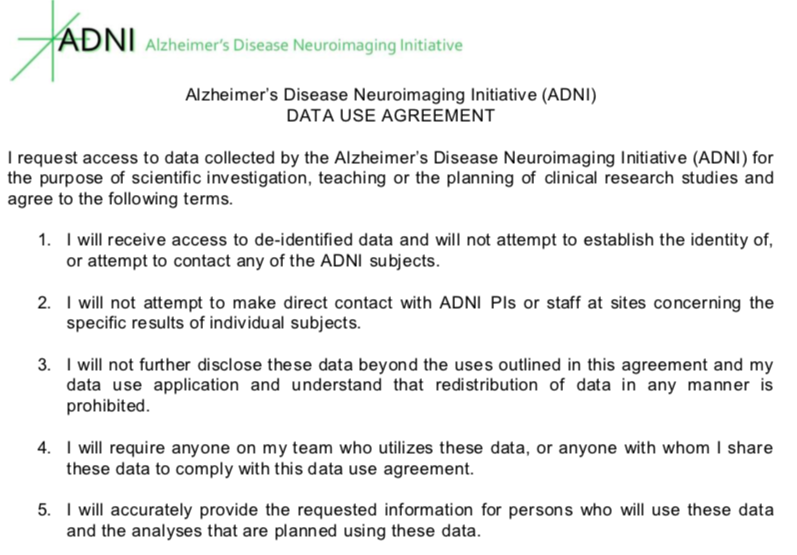 ADNI Alzheimer's Disease Neuroimaging Initiative
Alzheimer's Disease Neuroimaging Initiative (ADNI)
DATA USE AGREEMENT
I request access to data collected by the Alzheimer's Disease Neuroimaging Initiative (ADNI) for
the purpose of scientific investigation, teaching or the planning of clinical research studies and
agree to the following terms.
1. I will receive access to de-identified data and will not attempt to establish the identity of,
or attempt to contact any of the ADNI subjects.
2. I will not attempt to make direct contact with ADNI PIs or staff at sites concerning the
specific results of individual subjects.
3. I will not further disclose these data beyond the uses outlined in this agreement and my
data use application and understand that redistribution of data in any manner is
prohibited.
4. I will require anyone on my team who utilizes these data, or anyone with whom I share
these data to comply with this data use agreement.
5. I will accurately provide the requested information for persons who will use these data
and the analyses that are planned using these data.